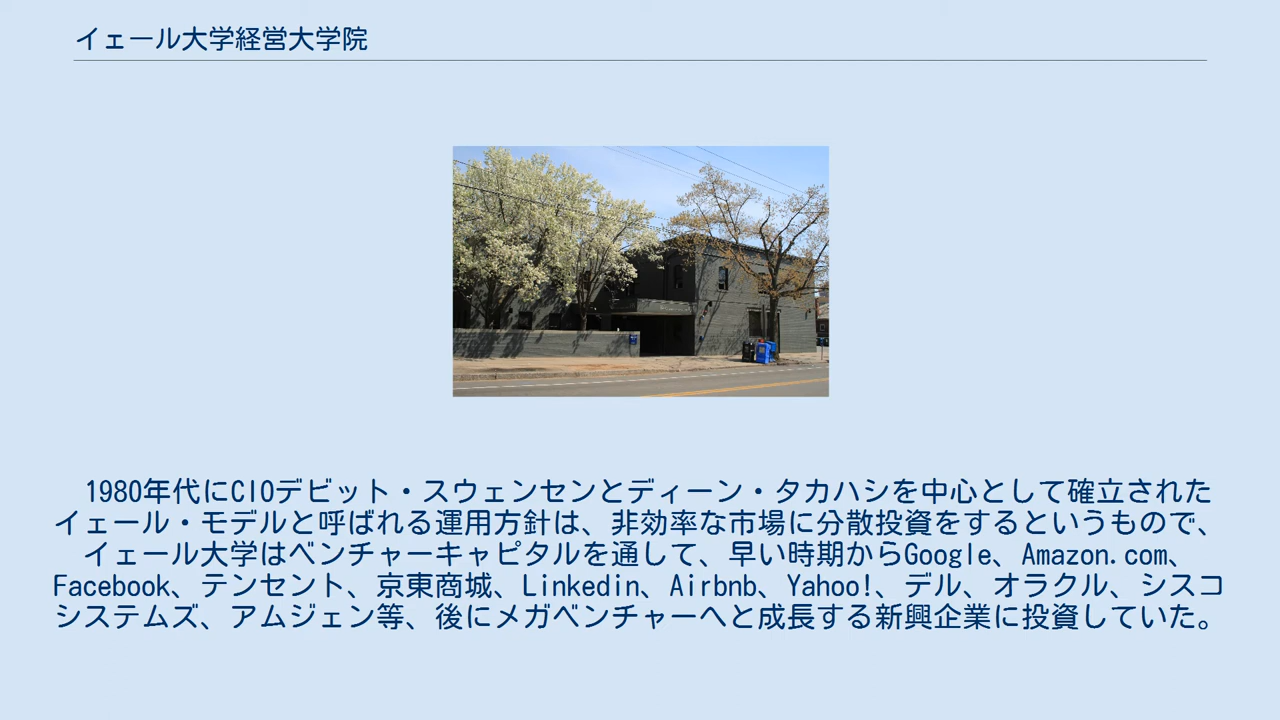 イェール大学経営大学院
1980年代にCIOデビット・スウェンセンとディーン・タカハシを中心として確立された
イェール・モデルと呼ばれる運用方針は、非効率な市場に分散投資をするというもので、
イェール大学はベンチャーキャピタルを通して、早い時期からGoogle、Amazon.com、
Facebook、テンセント、京東商城、Linkedin、Airbnb、Yahoo!、デル、オラクル、シスコ
システムズ、アムジェン等、後にメガベンチャーへと成長する新興企業に投資していた。